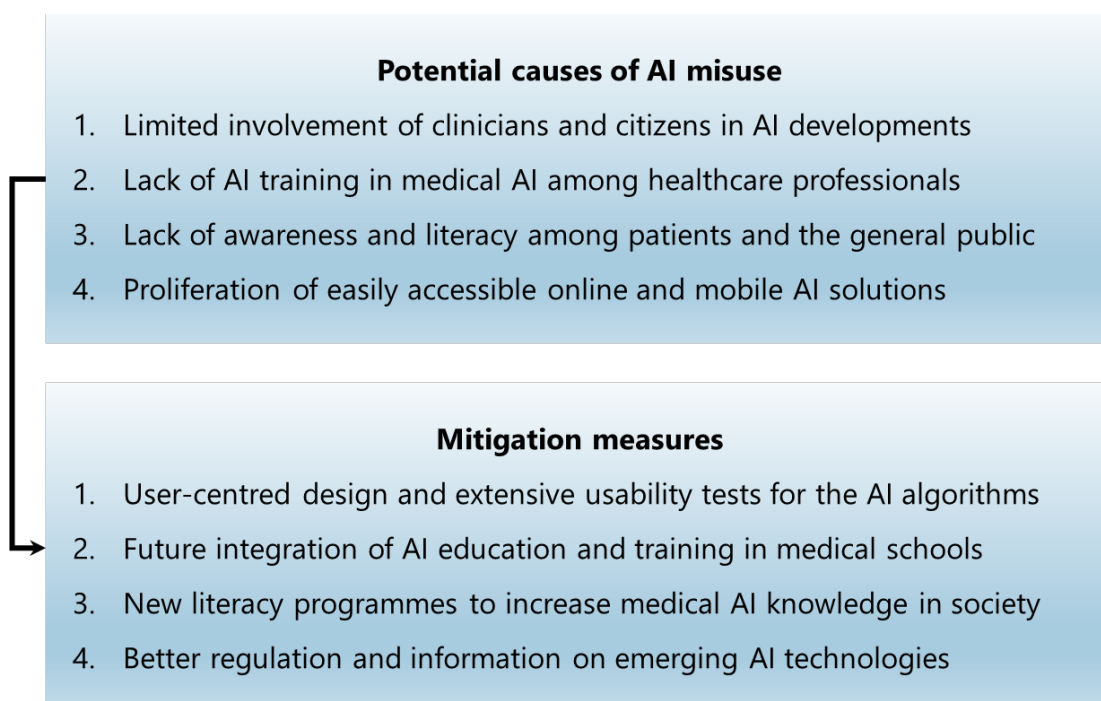 Potential causes of AI misuse
1. Limited involvement of clinicians and citizens in AI developments
2. Lack of AI training in medical AI among healthcare professionals
3. Lack of awareness and literacy among patients and the general public
4. Proliferation of easily accessible online and mobile AI solutions
Mitigation measures
1. User-centred design and extensive usability tests for the AI algorithms
2. Future integration of AI education and training in medical schools
3. New literacy programmes to increase medical AI knowledge in society
4. Better regulation and information on emerging AI technologies